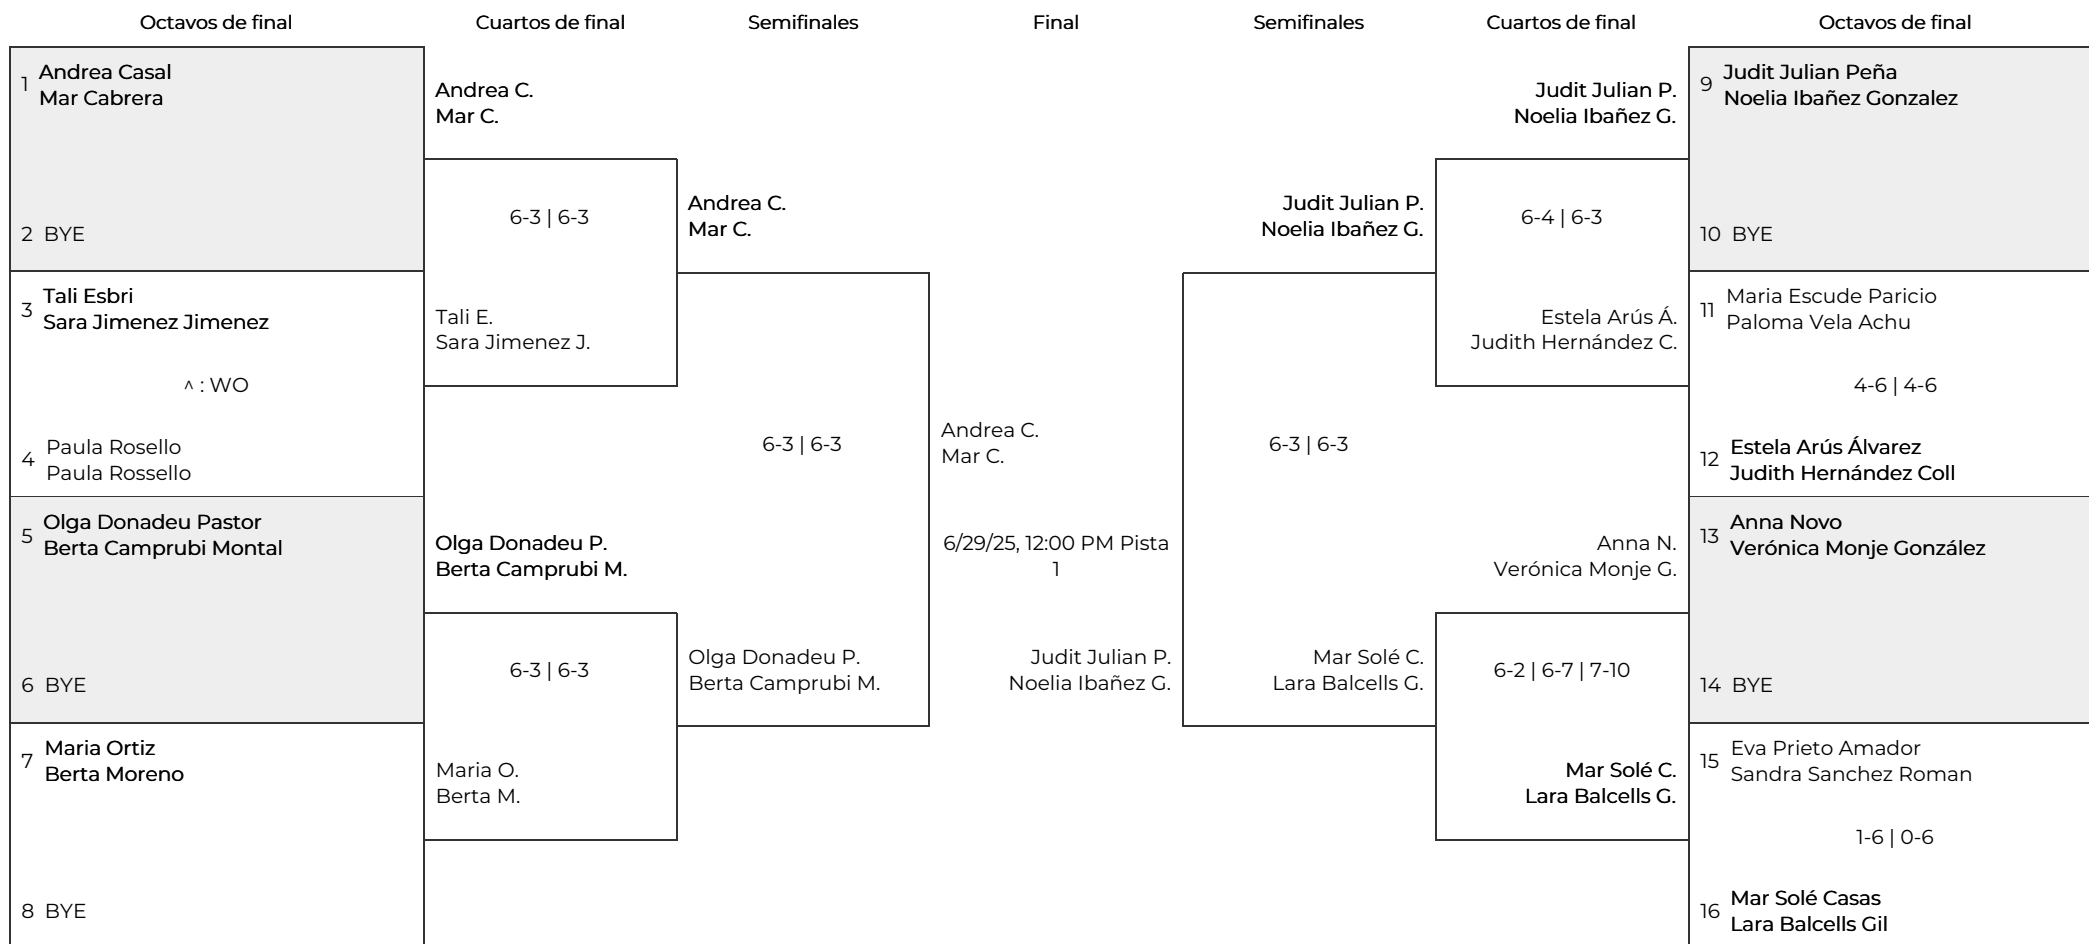 Octavos de final
Cuartos de final
Semifinales
Final
Semifinales
Cuartos de final
Octavos de final
1
Andrea Casal
Mar Cabrera
2 BYE
3
Tali Esbri
Sara Jimenez Jimenez
^ : WO
4
Paula Rosello
Paula Rossello
5
Olga Donadeu Pastor
Berta Camprubi Montal
6 BYE
7
Maria Ortiz
Berta Moreno
8 BYE
Andrea C.
Mar C.
6-3 | 6-3
Tali E.
Sara Jimenez J.
Olga Donadeu P.
Berta Camprubi M.
6-3 | 6-3
Maria O.
Berta M.
Andrea C.
Mar C.
6-3 | 6-3
Olga Donadeu P.
Berta Camprubi M.
Andrea C.
Mar C.
6/29/25, 12:00 PM Pista
1
Judit Julian P.
Noelia Ibañez G.
Judit Julian P.
Noelia Ibañez G.
6-3 | 6-3
Mar Solé C.
Lara Balcells G.
Judit Julian P.
Noelia Ibañez G.
6-4 | 6-3
Estela Arús Á.
Judith Hernández C.
Anna N.
Verónica Monje G.
6-2 | 6-7 | 7-10
Mar Solé C.
Lara Balcells G.
9
Judit Julian Peña
Noelia Ibañez Gonzalez
10 BYE
11
Maria Escude Paricio
Paloma Vela Achu
4-6 | 4-6
12
Estela Arús Álvarez
Judith Hernández Coll
13
Anna Novo
Verónica Monje González
14 BYE
15
Eva Prieto Amador
Sandra Sanchez Roman
1-6 | 0-6
16
Mar Solé Casas
Lara Balcells Gil